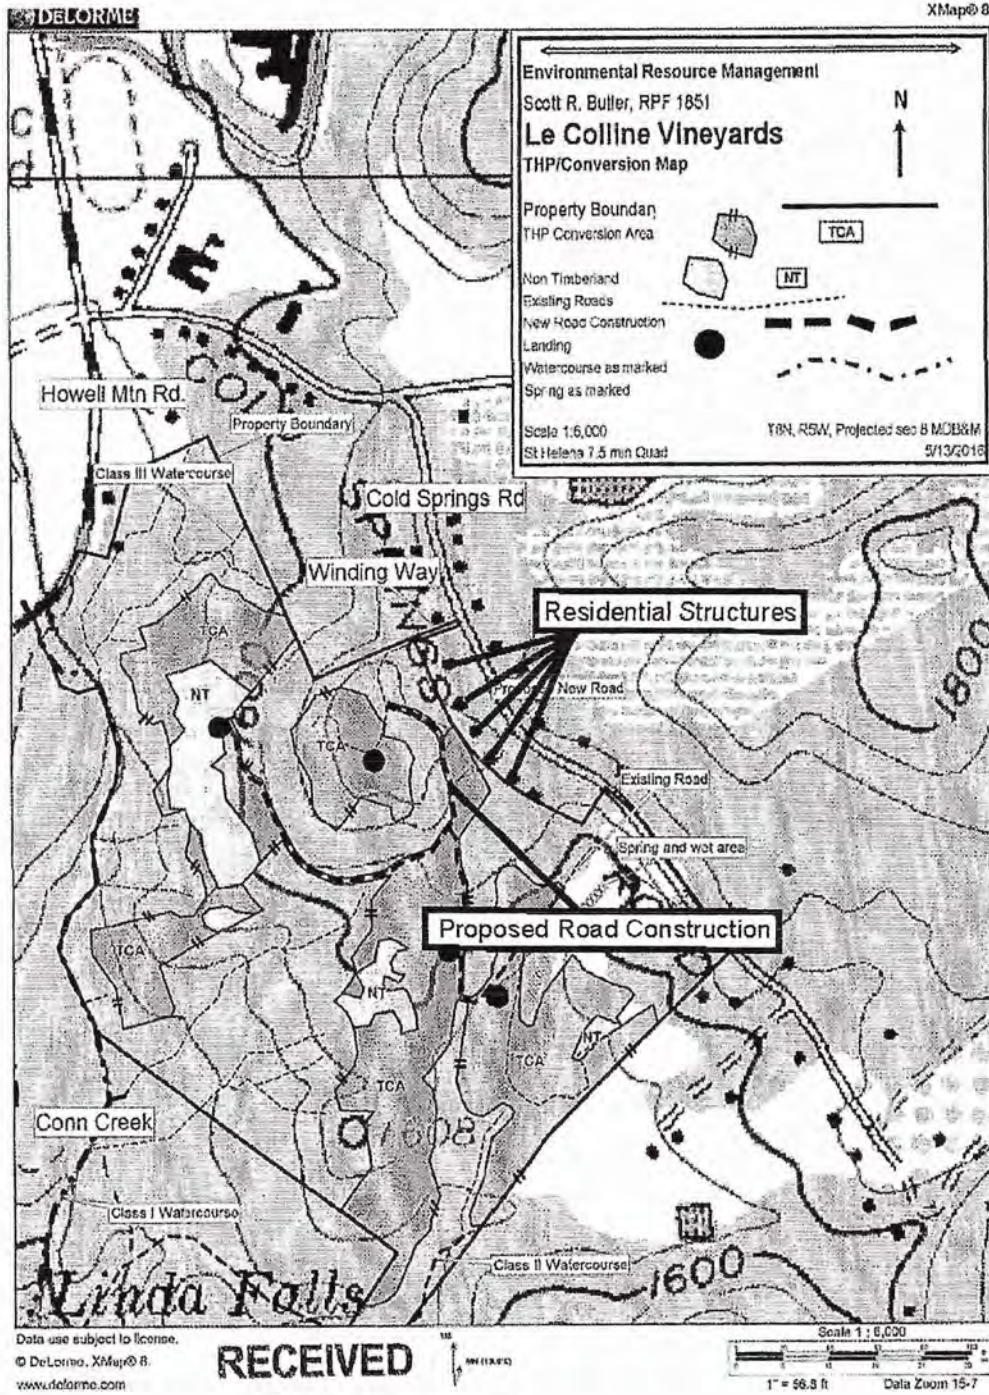 DELORME
XMap® 8
Environmental Resource Management
Scott R. Butler, RPF 1851
N
Le Colline Vineyards
THP/Conversion Map
Property Boundan
THP Conversion Area
TCA
Non Timberland
NT
Existing Roads
New Road Construction
Landing
Watercourse as marked
Spring as marked
Scale 1:6,000
T8N, R5W, Projected sec 8 MDB&M
St Helena 7.5 min Quad
5/13/2016
Howell Mtn Rd.
Property Boundary
Class III Watercourse
Cold Springs Rd
Winding Way
Residential Structures
TCA
NT
New Road
1800
TCA
Existing Road
Spring and wet area
Proposed Road Construction
TCA
NT
NT
TCA
TCA
1608
Conn Creek
Class I Watercourse
Class II Watercourse
1600
Linda Falls
Data use subject to license.
© DeLorme. XMap® 8.
www.delorme.com
RECEIVED
Scale 1 : 6,000
Data Zoom 15-7